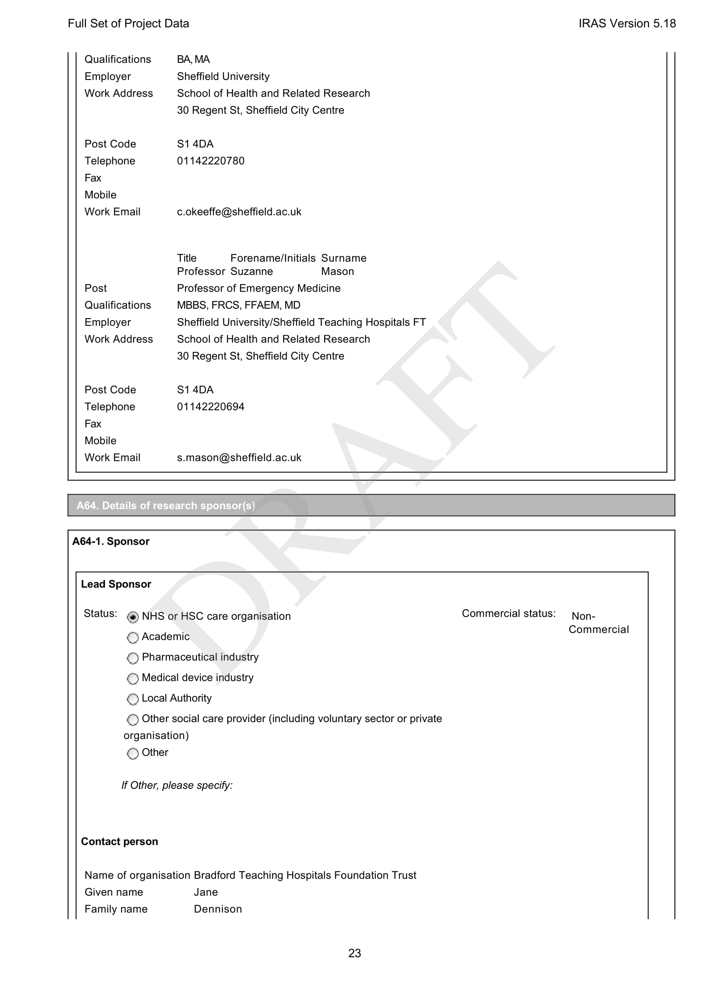 Full Set of Project Data IRAS Version 5.18
Qualifications BA, MA
Employer Sheffield University
Work Address School of Health and Related Research
30 Regent St, Sheffield City Centre
Post Code S1 4DA
Telephone 01142220780
Fax
Mobile
Work Email c.okeeffe@sheffield.ac.uk
Title Forename/Initials Surname
Professor Suzanne Mason
Post Professor of Emergency Medicine
Qualifications MBBS, FRCS, FFAEM, MD
Employer Sheffield University/Sheffield Teaching Hospitals FT
Work Address School of Health and Related Research
30 Regent St, Sheffield City Centre
Post Code S1 4DA
Telephone 01142220694
Fax
Mobile
Work Email s.mason@sheffield.ac.uk
DRAFT
A64. Details of research sponsor(s)
A64-1. Sponsor
Lead Sponsor
Status: NHS or HSC care organisation Commercial status: Non-
Commercial
Academic
Pharmaceutical industry
Medical device industry
Local Authority
Other social care provider (including voluntary sector or private
organisation)
Other
If Other, please specify:
Contact person
Name of organisation Bradford Teaching Hospitals Foundation Trust
Given name Jane
Family name Dennison
23